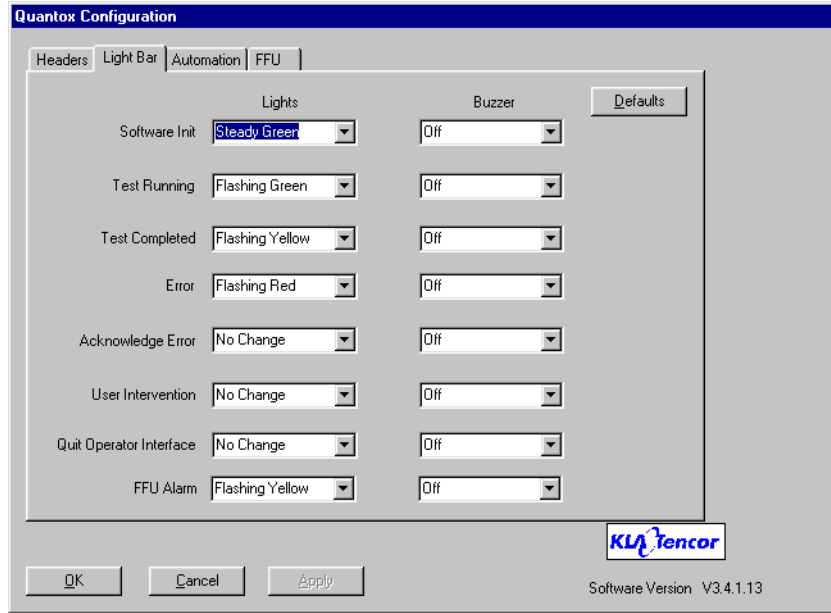 Quantox Configuration
Headers Light Bar Automation FFU
Lights Buzzer Defaults
Software Init Steady Green Off
Test Running Flashing Green Off
Test Completed Flashing Yellow Off
Error Flashing Red Off
Acknowledge Error No Change Off
User Intervention No Change Off
Quit Operator Interface No Change Off
FFU Alarm Flashing Yellow Off
KLA Tencor
OK Cancel Apply
Software Version V3.4.1.13